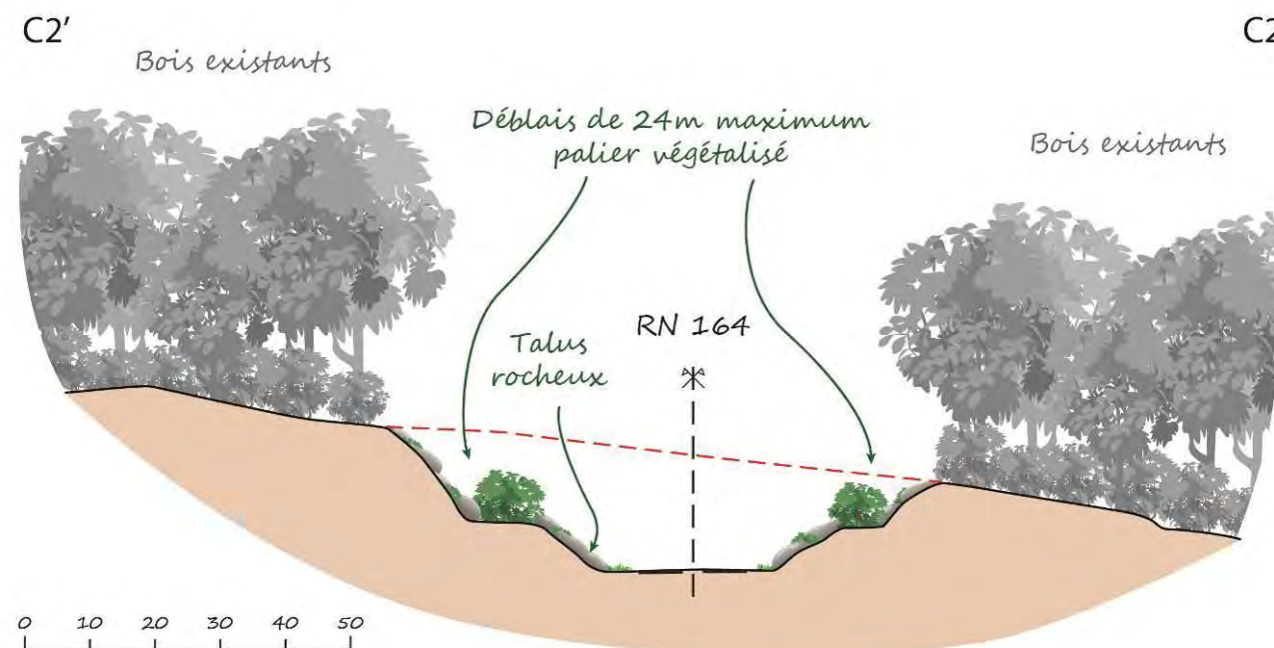 C2'
C2
Bois existants
Déblais de 24m maximum
palier végétalisé
Bois existants
RN 164
Talus
rocheux
0 10 20 30 40 50